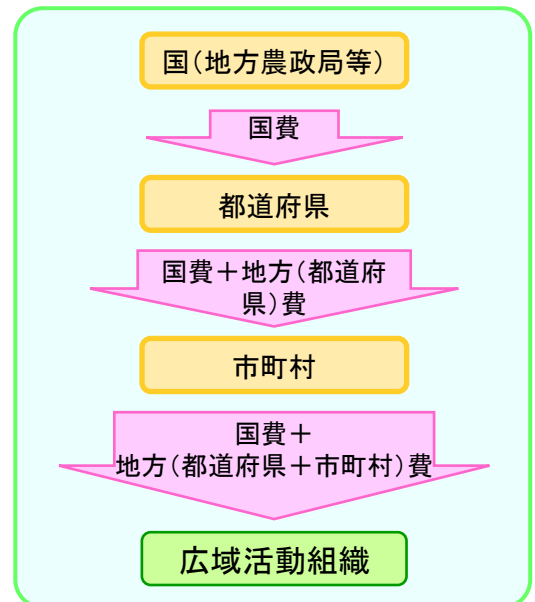 国（地方農政局等）
国費
都道府県
国費＋地方（都道府
県）費
市町村
国費＋
地方（都道府県＋市町村）費
広域活動組織